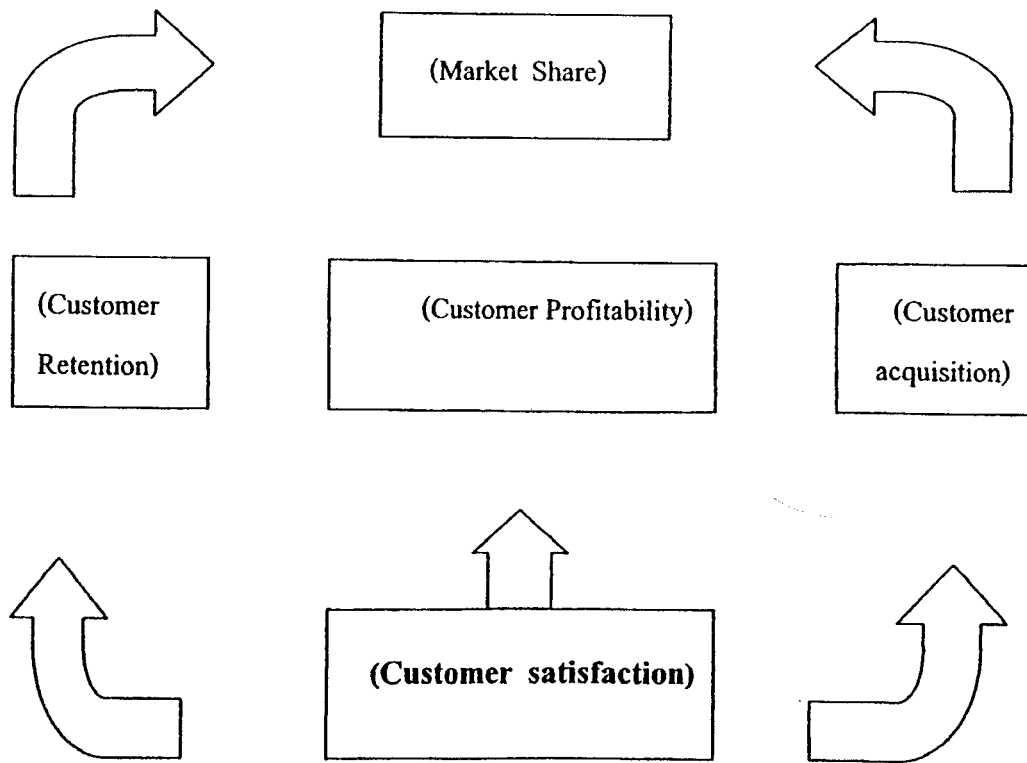 (Market Share)
(Customer
Retention)
(Customer Profitability)
(Customer
acquisition)
(Customer satisfaction)